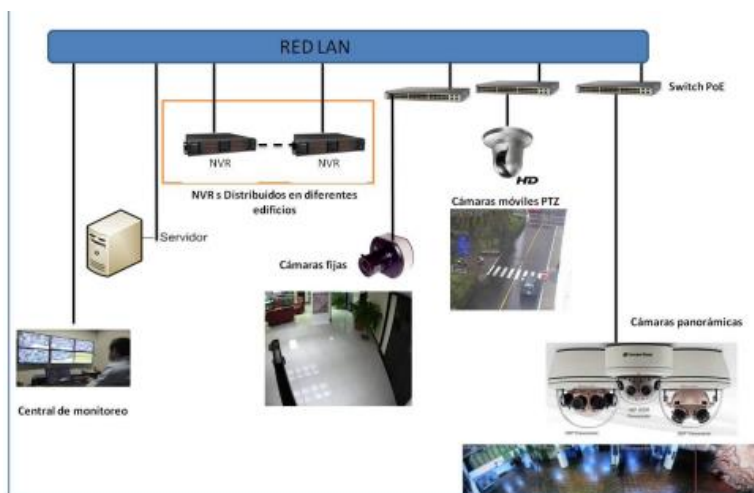 RED LAN
Switch PoE
NVR
NVR
NVR s Distribuidos en diferentes
edificios
HD
Cámaras móviles PTZ
Servidor
Cámaras fijas
Cámaras panorámicas
Central de monitoreo